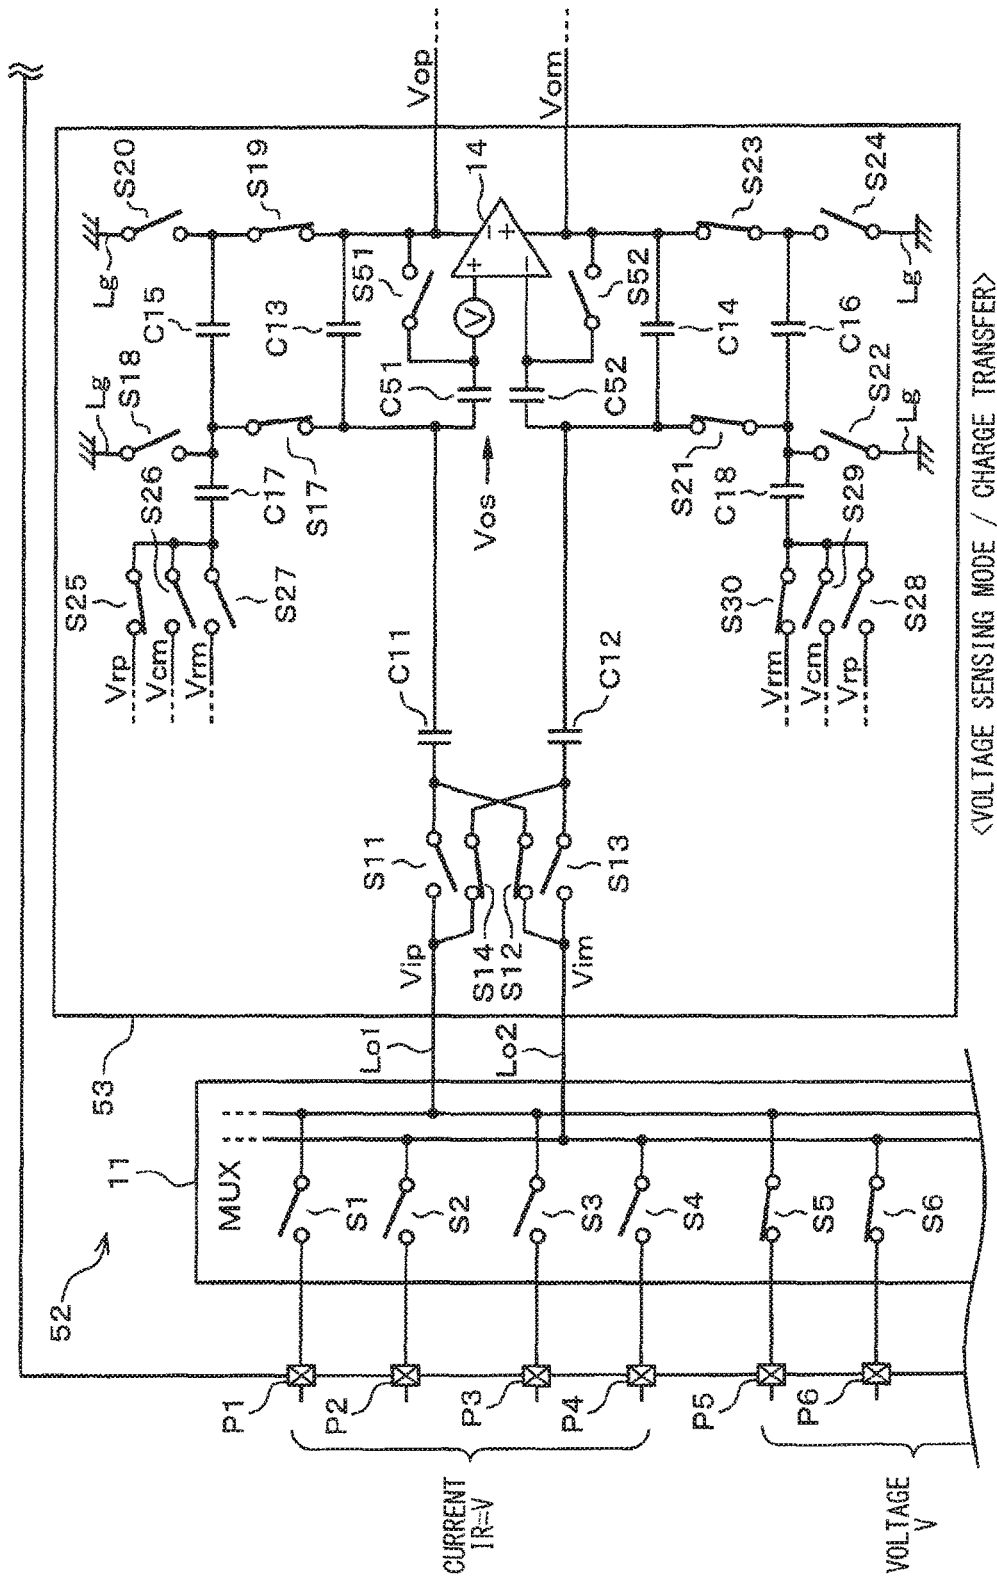 52
11
53
MUX
P1
P2
P3
P4
P5
P6
CURRENT
IR=V
VOLTAGE
V
S1
S2
S3
S4
S5
S6
Lo1
Lo2
Vip
Vim
S11
S14
S12
S13
C11
C12
Vrp
Vcm
Vrm
S25
S26
S27
C17
Lg
S18
S17
C15
C13
Lg
S20
S19
Vos
C51
S51
V
+
−
−
+
14
C52
S52
Vop
Vom
Vrm
Vcm
Vrp
S30
S29
S28
C18
S21
S22
Lg
C14
C16
S23
S24
Lg
<VOLTAGE SENSING MODE / CHARGE TRANSFER>